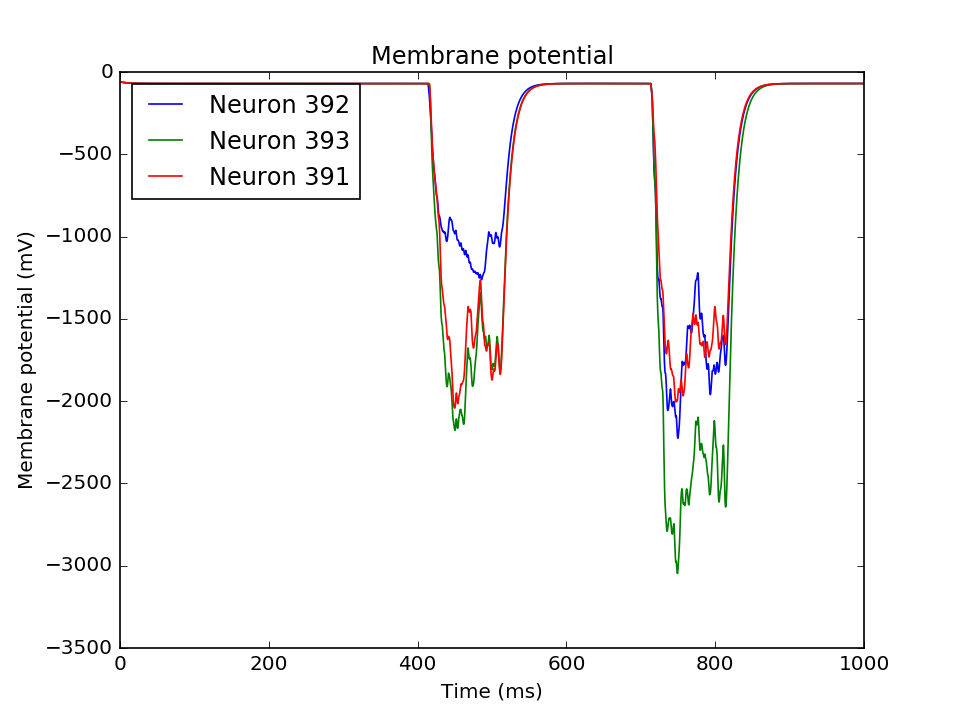 Membrane potential
0
−500
−1000
−1500
−2000
−2500
−3000
−3500
Membrane potential (mV)
Neuron 392
Neuron 393
Neuron 391
0 200 400 600 800 1000
Time (ms)